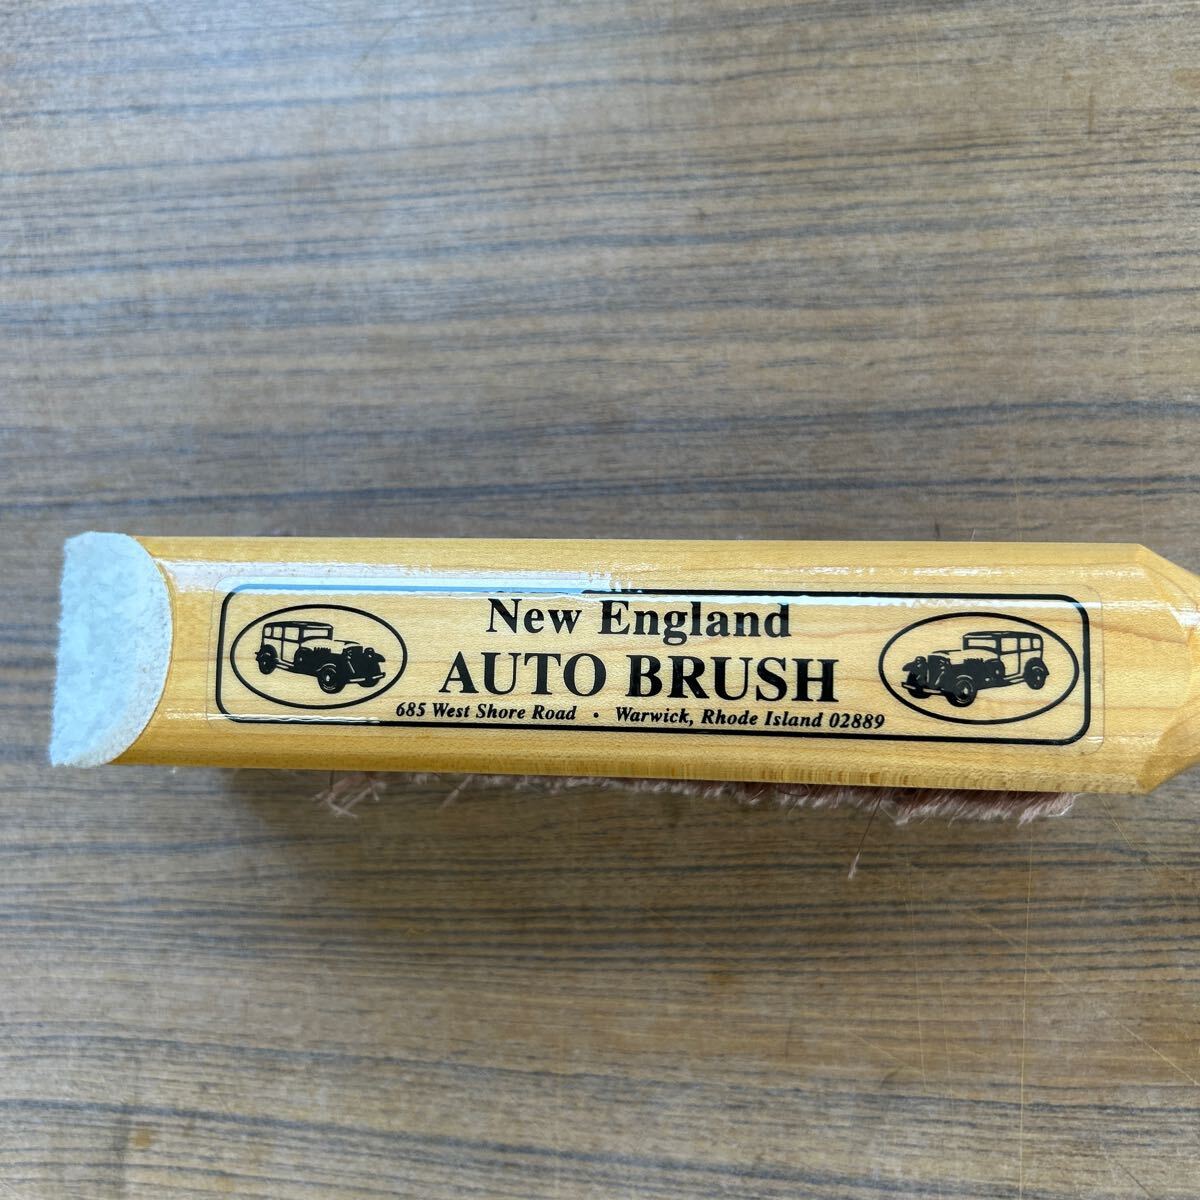 New England
AUTO BRUSH
685 West Shore Road • Warwick, Rhode Island 02889